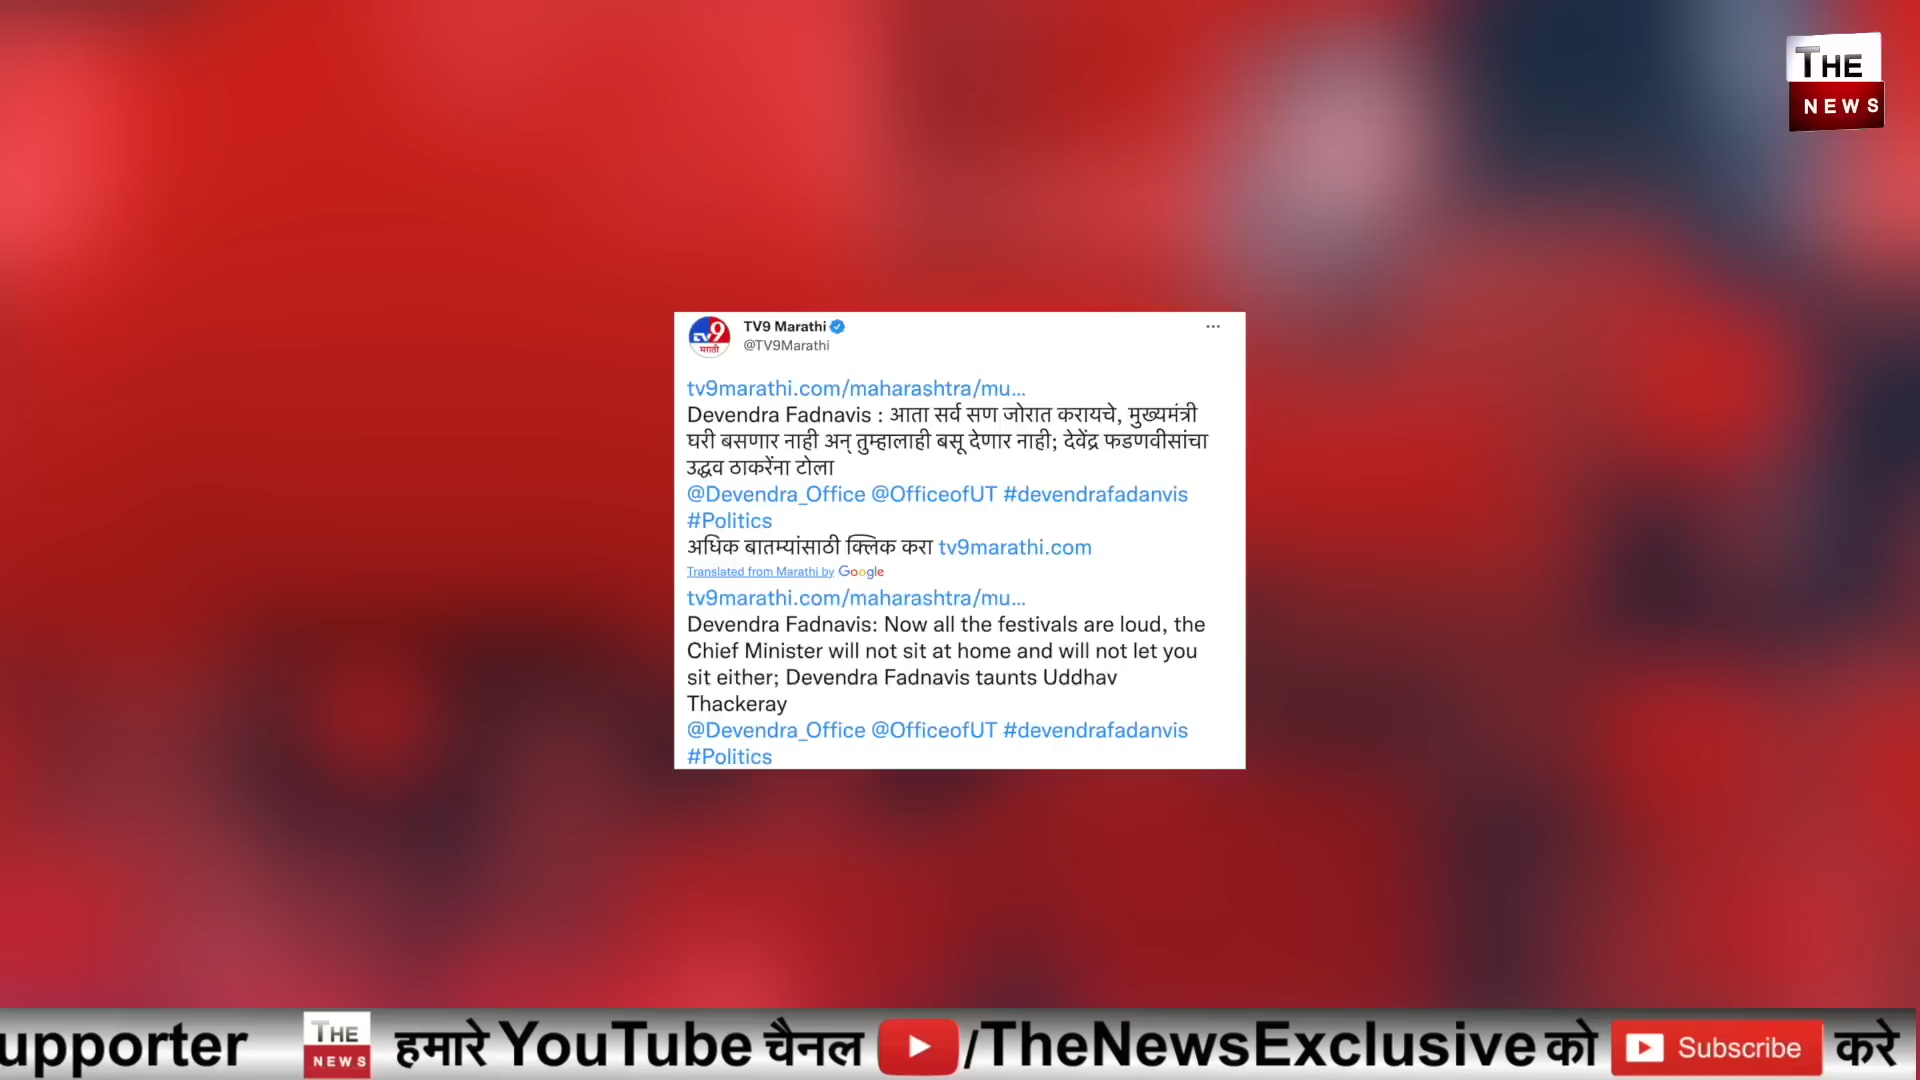 THE
NEWS
TV9 Marathi
@TV9Marathi
TV9
मराठी
tv9marathi.com/maharashtra/mu...
Devendra Fadnavis : आता सर्व सण जोरात करायचे, मुख्यमंत्री
घरी बसणार नाही अन् तुम्हालाही बसू देणार नाही; देवेंद्र फडणवीसांचा
उद्धव ठाकरेंना टोला
@Devendra_Office @OfficeofUT #devendrafadanvis
#Politics
अधिक बातम्यांसाठी क्लिक करा tv9marathi.com
Translated from Marathi by Google
tv9marathi.com/maharashtra/mu...
Devendra Fadnavis: Now all the festivals are loud, the
Chief Minister will not sit at home and will not let you
sit either; Devendra Fadnavis taunts Uddhav
Thackeray
@Devendra_Office @OfficeofUT #devendrafadanvis
#Politics
upporter THE NEWS हमारे YouTube चैनल /TheNewsExclusive को Subscribe करे